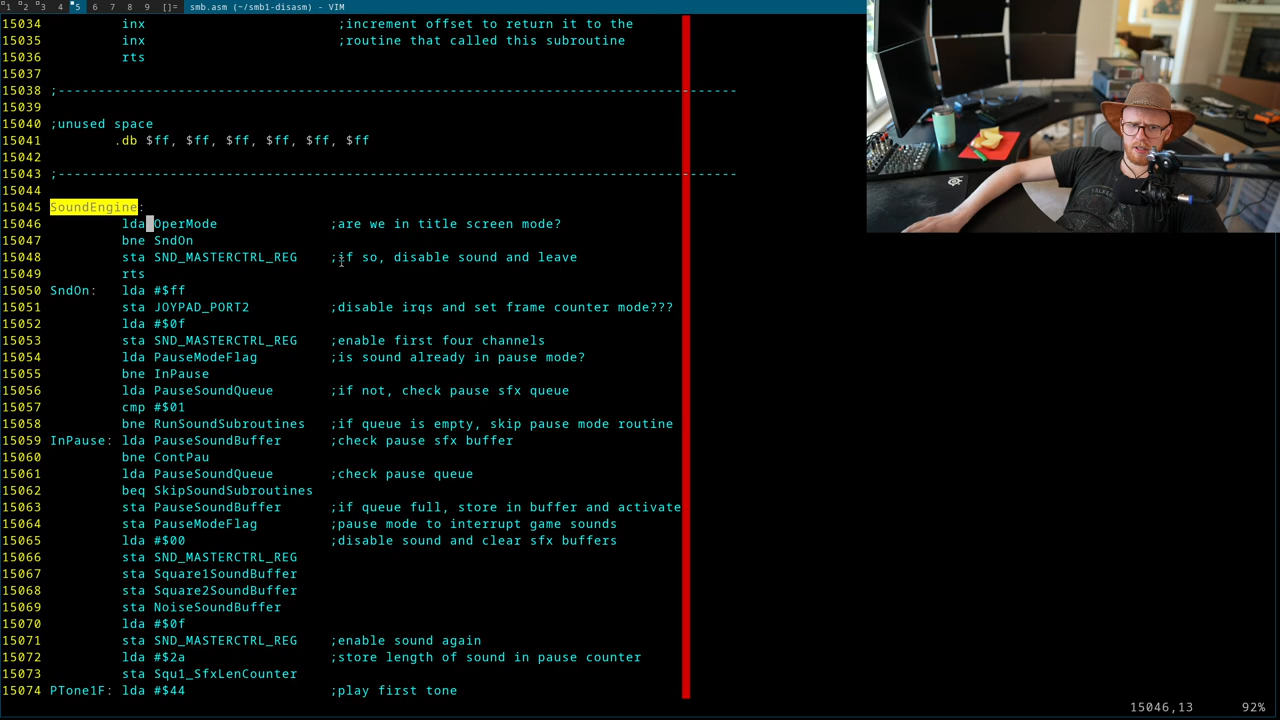 1 2 3 4 5 6 7 8 9 []= smb.asm (~/smb1-disasm) - VIM
15034 inx ;increment offset to return it to the
15035 inx ;routine that called this subroutine
15036 rts
15037
15038 ;-------------------------------------------------------------------------------------
15039
15040 ;unused space
15041 .db $ff, $ff, $ff, $ff, $ff, $ff
15042
15043 ;-------------------------------------------------------------------------------------
15044
15045 SoundEngine:
15046 lda OperMode ;are we in title screen mode?
15047 bne SndOn
15048 sta SND_MASTERCTRL_REG ;if so, disable sound and leave
15049 rts
15050 SndOn: lda #$ff
15051 sta JOYPAD_PORT2 ;disable irqs and set frame counter mode???
15052 lda #$0f
15053 sta SND_MASTERCTRL_REG ;enable first four channels
15054 lda PauseModeFlag ;is sound already in pause mode?
15055 bne InPause
15056 lda PauseSoundQueue ;if not, check pause sfx queue
15057 cmp #$01
15058 bne RunSoundSubroutines ;if queue is empty, skip pause mode routine
15059 InPause: lda PauseSoundBuffer ;check pause sfx buffer
15060 bne ContPau
15061 lda PauseSoundQueue ;check pause queue
15062 beq SkipSoundSubroutines
15063 sta PauseSoundBuffer ;if queue full, store in buffer and activate
15064 sta PauseModeFlag ;pause mode to interrupt game sounds
15065 lda #$00 ;disable sound and clear sfx buffers
15066 sta SND_MASTERCTRL_REG
15067 sta Square1SoundBuffer
15068 sta Square2SoundBuffer
15069 sta NoiseSoundBuffer
15070 lda #$0f
15071 sta SND_MASTERCTRL_REG ;enable sound again
15072 lda #$2a ;store length of sound in pause counter
15073 sta Squ1_SfxLenCounter
15074 PTone1F: lda #$44 ;play first tone
15046,13 92%